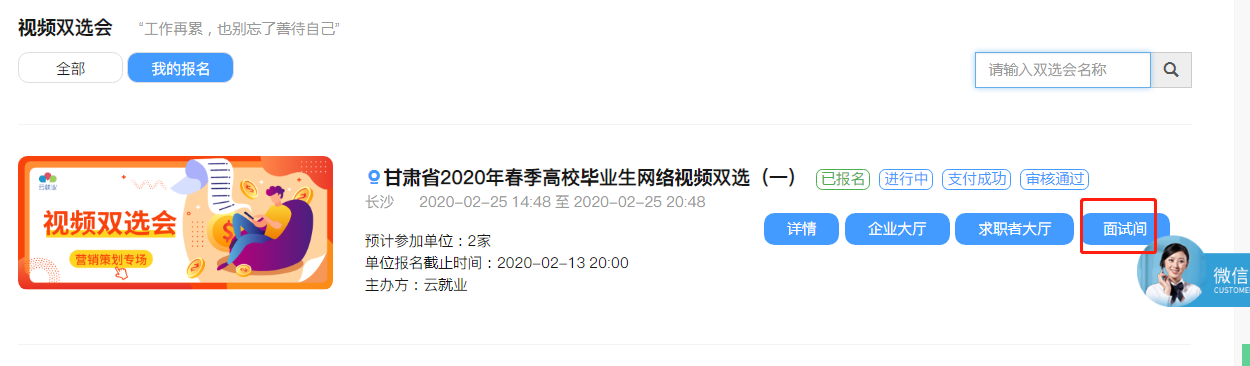 视频双选会 “工作再累，也别忘了善待自己”
全部 我的报名 请输入双选会名称
云就业
视频双选会
营销策划专场
甘肃省2020年春季高校毕业生网络视频双选（一） 已报名 进行中 支付成功 审核通过
长沙 2020-02-25 14:48 至 2020-02-25 20:48
详情 企业大厅 求职者大厅 面试间
预计参加单位：2家
单位报名截止时间：2020-02-13 20:00
主办方：云就业
微信
CUSTOME